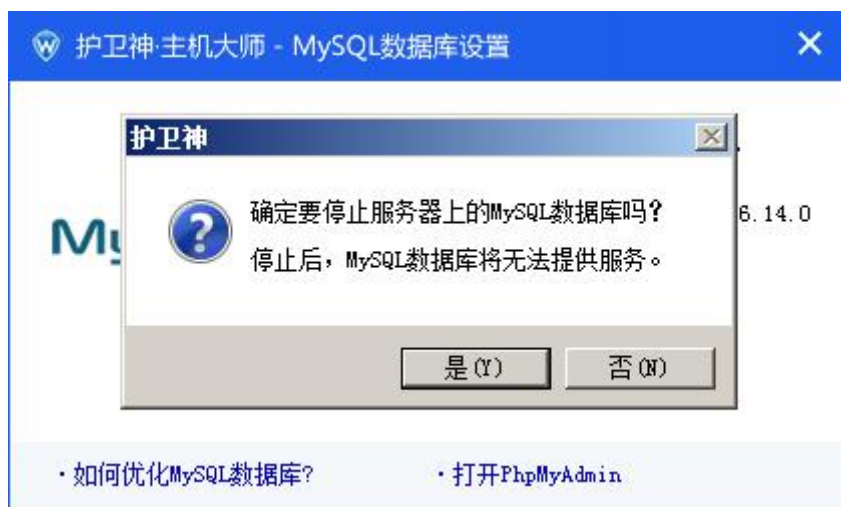 护卫神·主机大师 - MySQL数据库设置
护卫神
确定要停止服务器上的MySQL数据库吗?
停止后，MySQL数据库将无法提供服务。
6.14.0
My
是(Y) 否(N)
·如何优化MySQL数据库? ·打开PhpMyAdmin